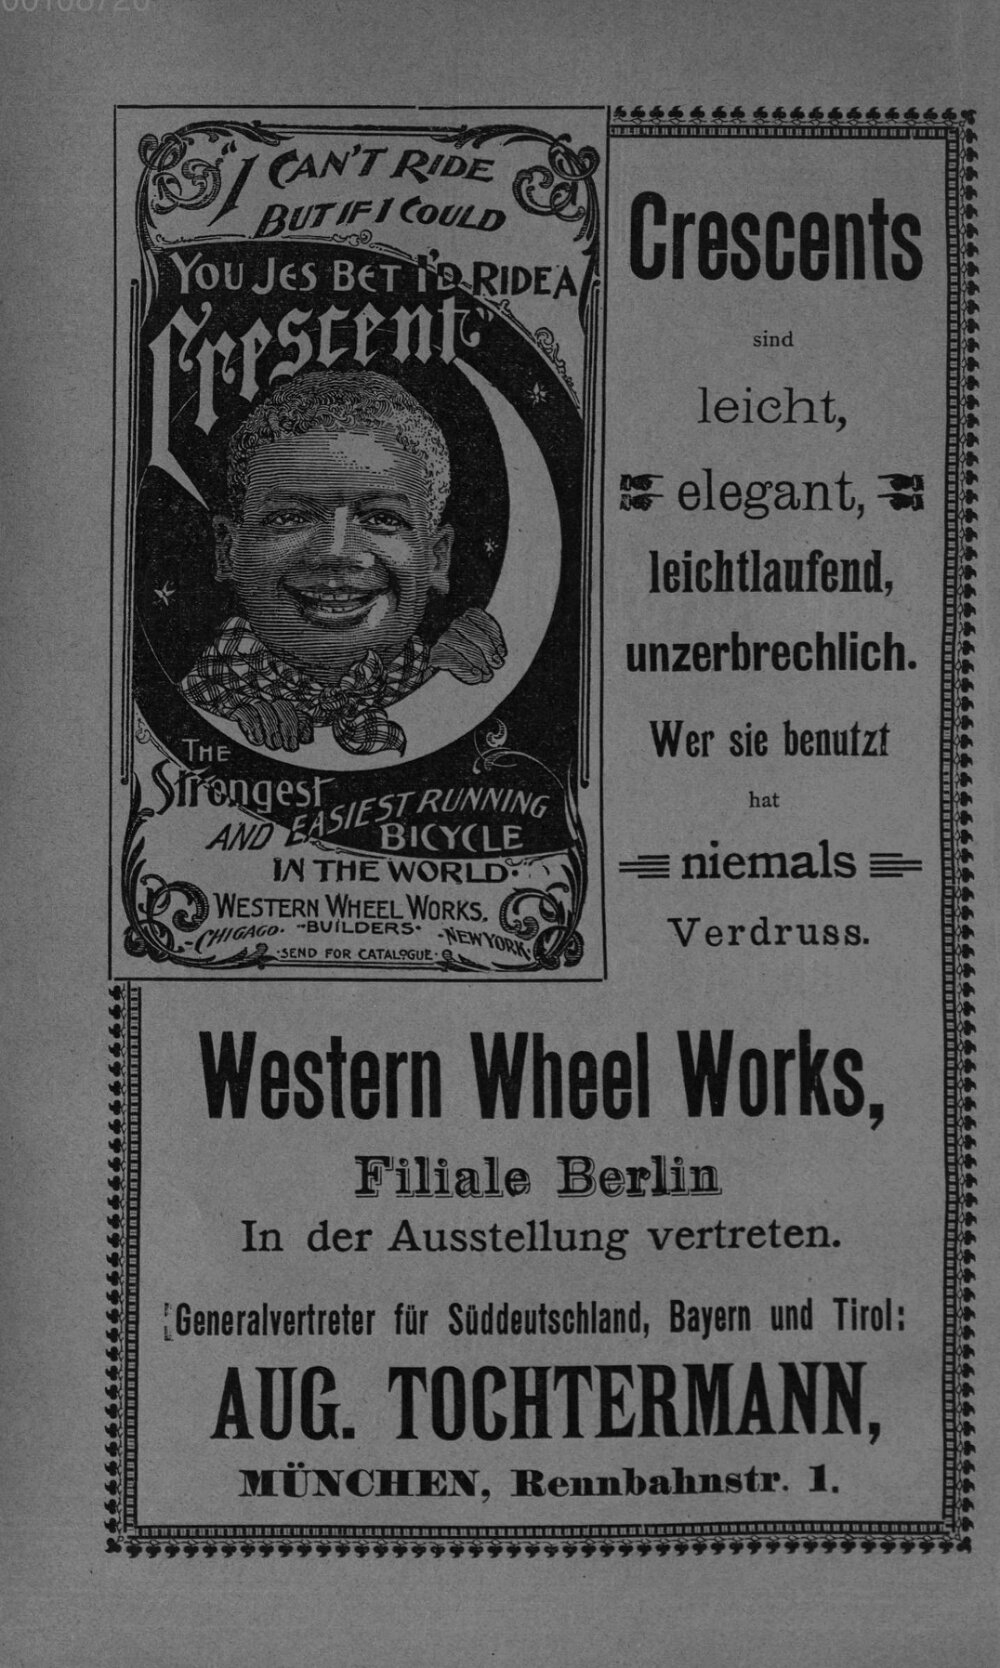 "I CAN'T RIDE
BUT IF I COULD
YOU JES BET I'D RIDE A
Crescent"
THE
Strongest
AND EASIEST RUNNING
BICYCLE
IN THE WORLD.
WESTERN WHEEL WORKS.
-CHICAGO. -BUILDERS- -NEW YORK-
SEND FOR CATALOGUE
Crescents
sind
leicht,
elegant,
leichtlaufend,
unzerbrechlich.
Wer sie benutzt
hat
niemals
Verdruss.
Western Wheel Works,
Filiale Berlin
In der Ausstellung vertreten.
Generalvertreter für Süddeutschland, Bayern und Tirol:
AUG. TOCHTERMANN,
MÜNCHEN, Rennbahnstr. 1.